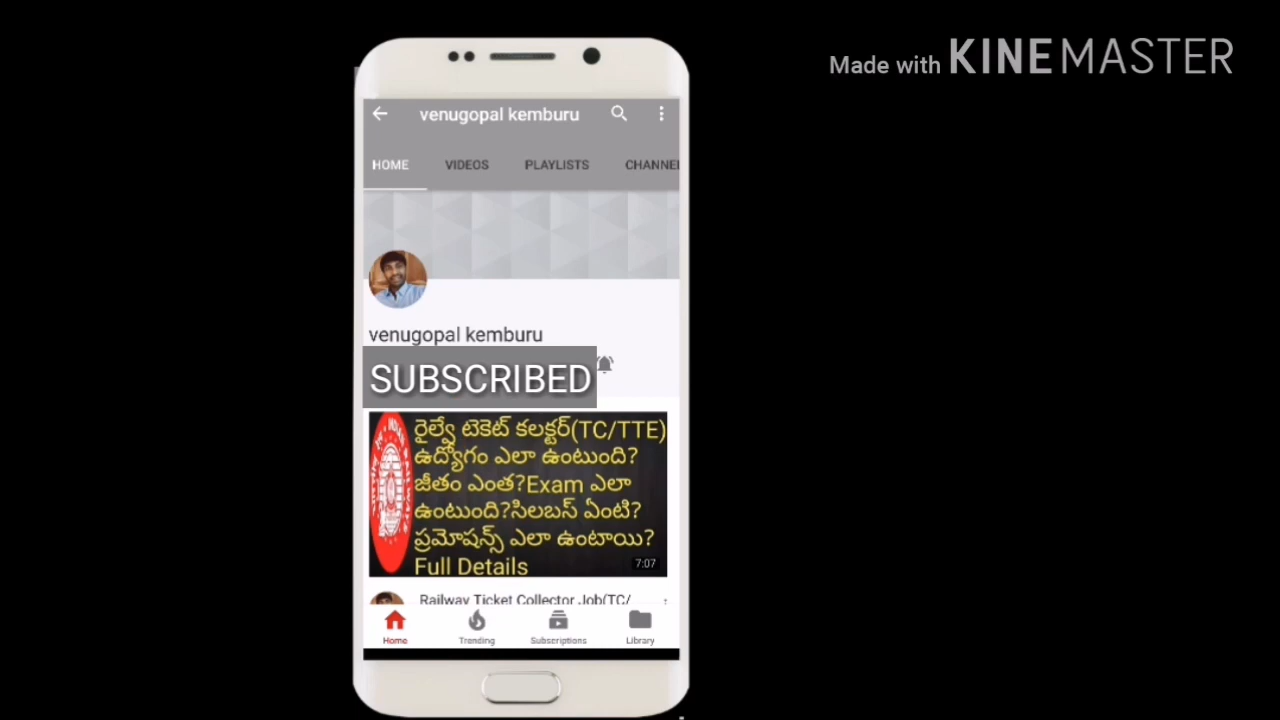 Made with KINEMASTER
venugopal kemburu
HOME VIDEOS PLAYLISTS CHANNEL
venugopal kemburu
SUBSCRIBED
రైల్వే టికెట్ కలక్టర్(TC/TTE)
ఉద్యోగం ఎలా ఉంటుంది?
జీతం ఎంత?Exam ఎలా
ఉంటుంది?సిలబస్ ఏంటి?
ప్రమోషన్స్ ఎలా ఉంటాయి?
Full Details
7:07
Railway Ticket Collector Job(TC/
Home Trending Subscriptions Library